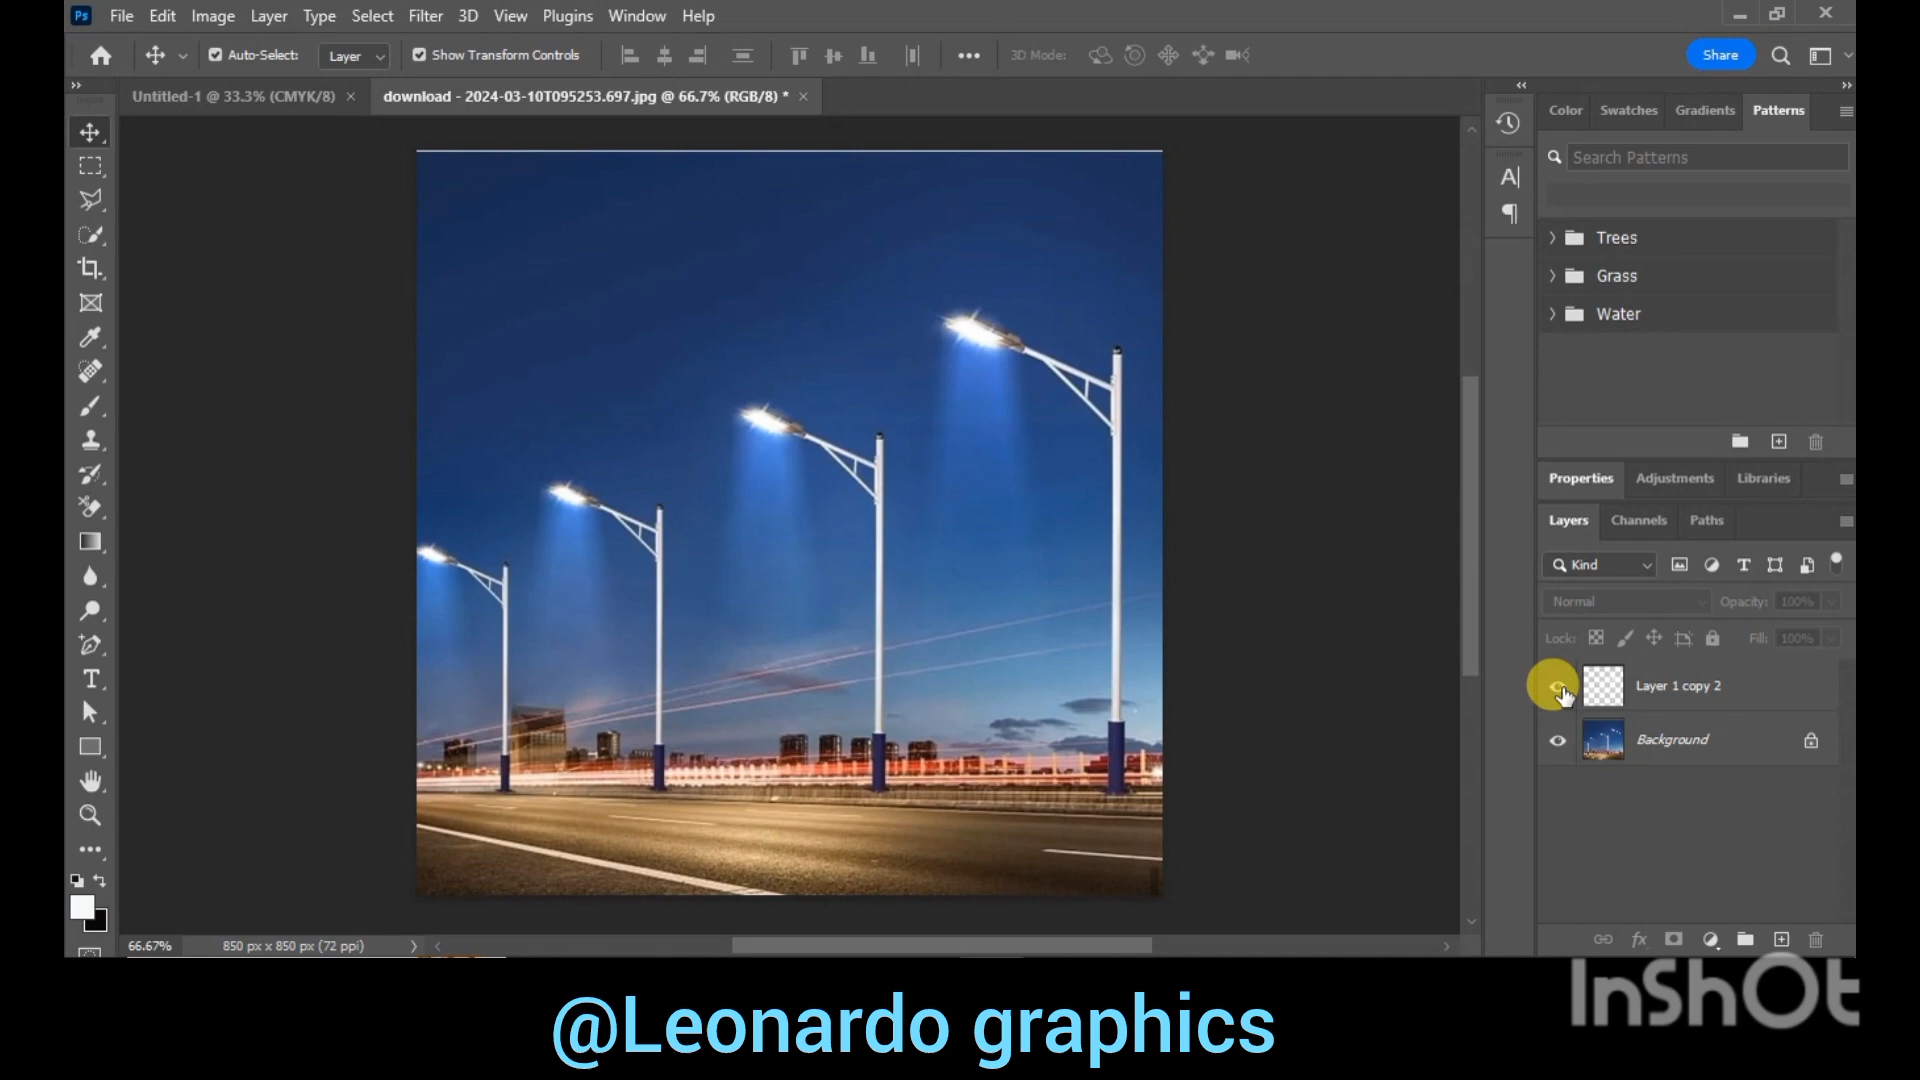 Ps File Edit Image Layer Type Select Filter 3D View Plugins Window Help
Auto-Select: Layer Show Transform Controls 3D Mode: Share
Untitled-1 @ 33.3% (CMYK/8) × download - 2024-03-10T095253.697.jpg @ 66.7% (RGB/8) * ×
Color Swatches Gradients Patterns
Search Patterns
Trees
Grass
Water
Properties Adjustments Libraries
Layers Channels Paths
Kind
Normal Opacity: 100%
Lock: Fill: 100%
Layer 1 copy 2
Background
66.67% 850 px x 850 px (72 ppi)
@Leonardo graphics
InShOt